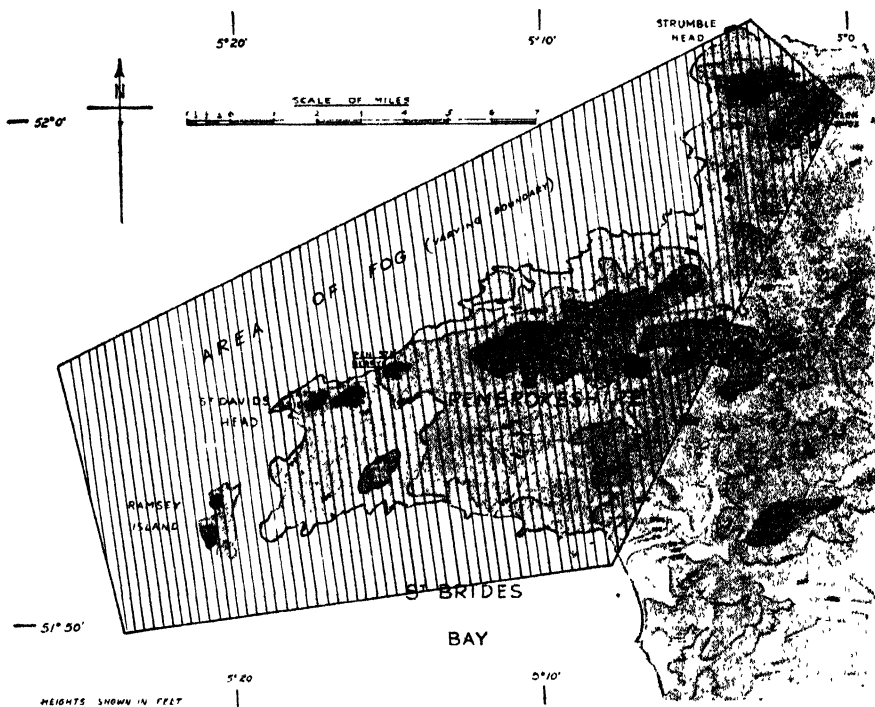 STRUMBLE
HEAD
5°20'
5°10'
5°0
N
SCALE OF MILES
1 2 3 4 5 6 7
52°0'
AREA OF FOG (VARYING BOUNDARY)
ST DAVIDS
HEAD
PEMBROKESHIRE
RAMSEY
ISLAND
ST BRIDES
BAY
51°50'
5°20
5°10'
HEIGHTS SHOWN IN FEET